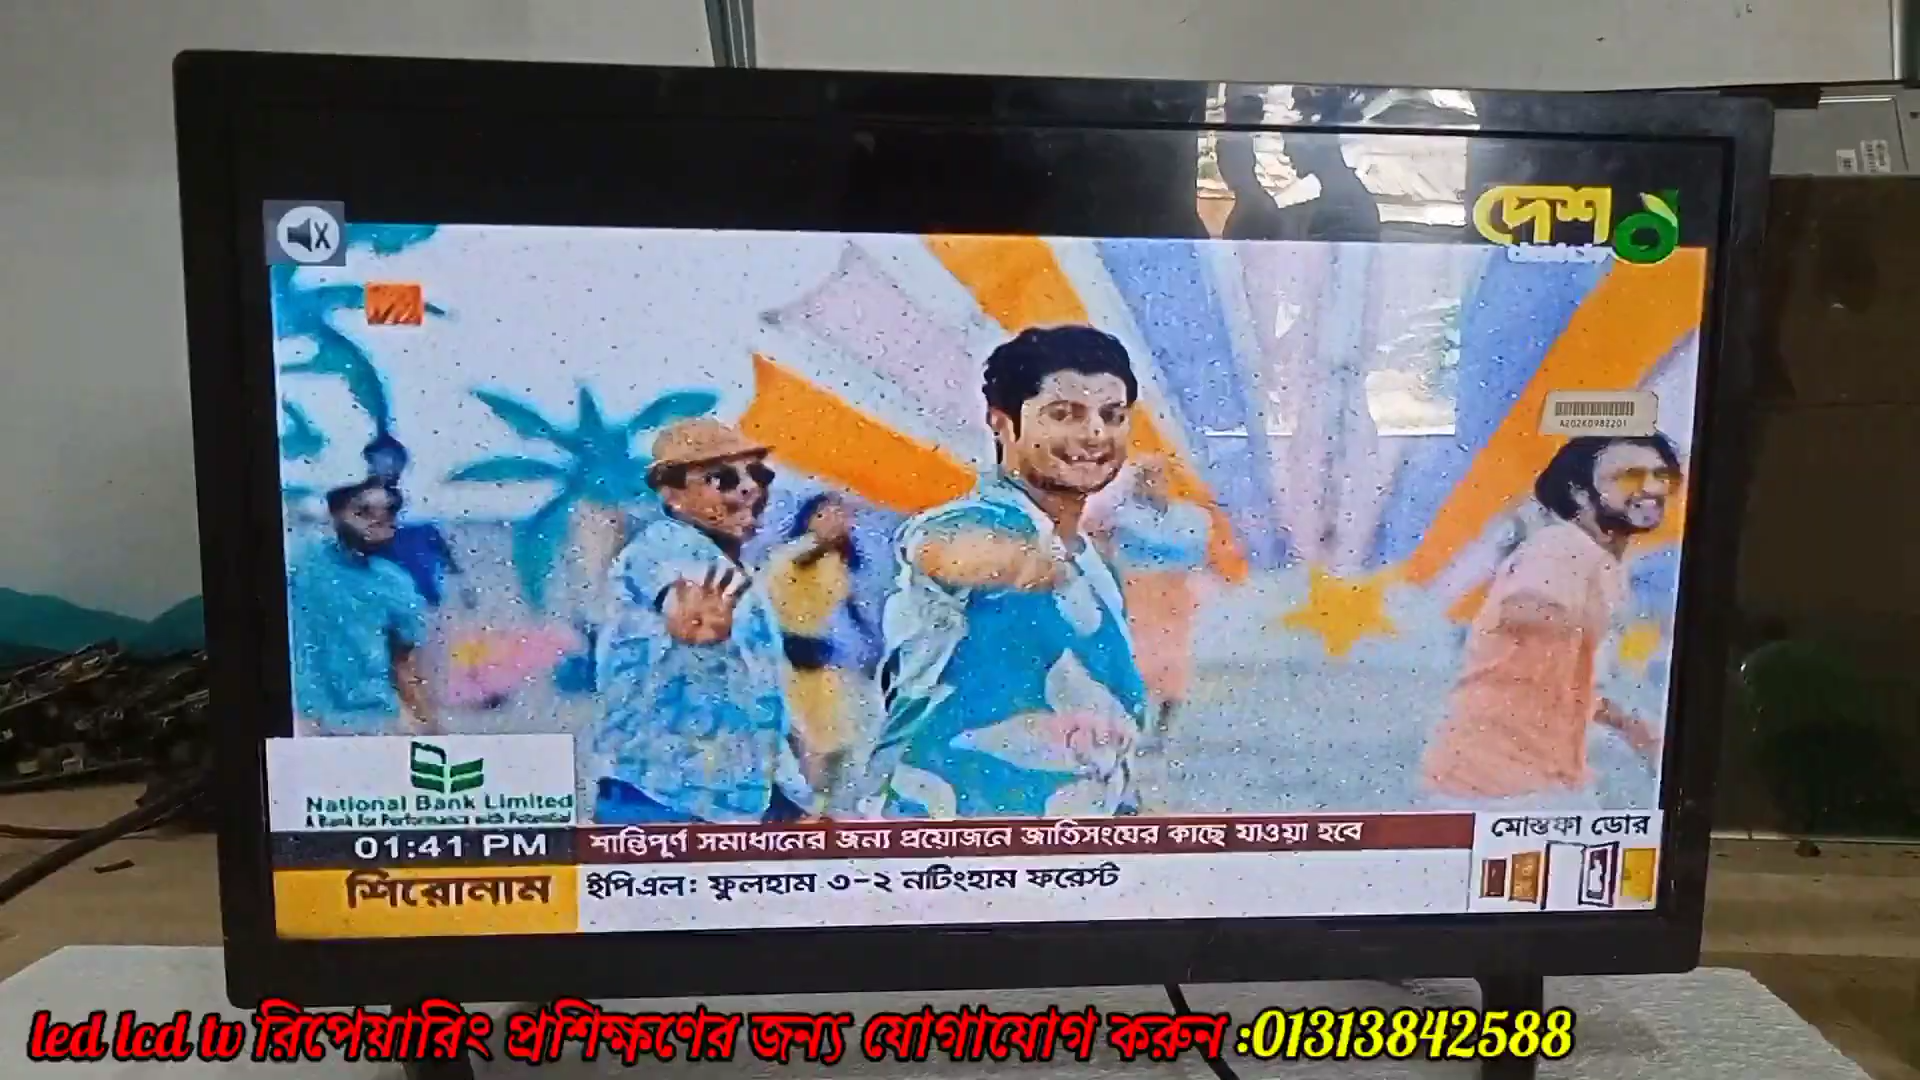 দেশ
National Bank Limited
A Bank for Performance with Potential
01:41 PM
শান্তিপূর্ণ সমাধানের জন্য প্রয়োজনে জাতিসংঘের কাছে যাওয়া হবে
মোস্তফা ডোর
শিরোনাম
ইপিএল: ফুলহাম ৩-২ নটিংহাম ফরেস্ট
A202K0982201
led lcd tv রিপেয়ারিং প্রশিক্ষণের জন্য যোগাযোগ করুন :01313842588